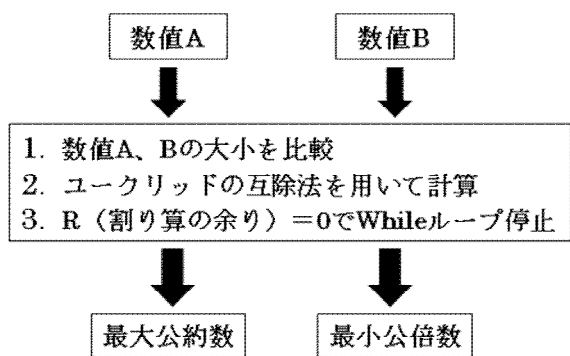 数値A
数値B
1. 数値A、Bの大小を比較
2. ユークリッドの互除法を用いて計算
3. R（割り算の余り）＝0でWhileループ停止
最大公約数
最小公倍数